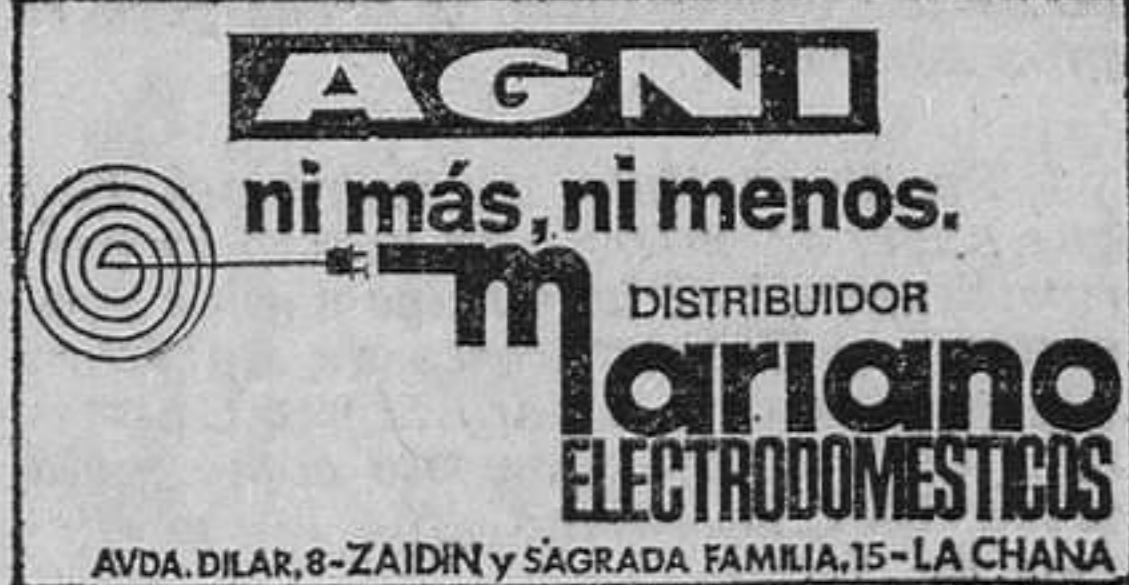 AGNI
ni más, ni menos.
DISTRIBUIDOR
mariano
ELECTRODOMESTICOS
AVDA. DILAR, 8-ZAIDIN y SAGRADA FAMILIA, 15-LA CHANA